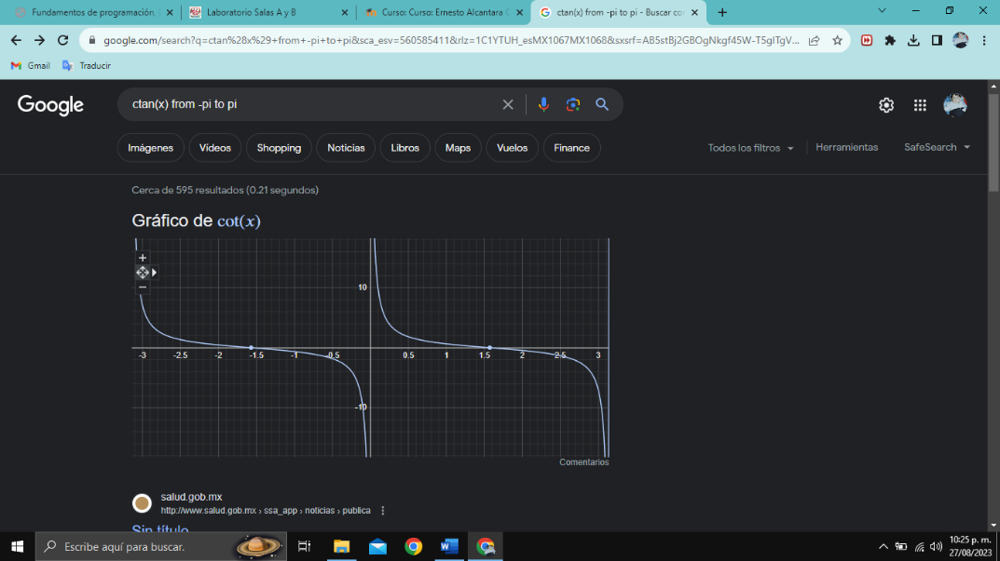 Fundamentos de programación,
Laboratorio Salas A y B
Curso: Curso: Ernesto Alcantara C
ctan(x) from -pi to pi - Buscar co
google.com/search?q=ctan%28x%29+from+-pi+to+pi&sca_esv=560585411&rlz=1C1YTUH_esMX1067MX1068&sxsrf=AB5stBj2GBOgNkgf45W-T5gITgV...
Gmail
Traducir
Google
ctan(x) from -pi to pi
Imágenes
Vídeos
Shopping
Noticias
Libros
Maps
Vuelos
Finance
Todos los filtros
Herramientas
SafeSearch
Cerca de 595 resultados (0.21 segundos)
Gráfico de cot(x)
+
−
10
-3 -2.5 -2 -1.5 -1 -0.5 0.5 1 1.5 2 2.5 3
-10
Comentarios
salud.gob.mx
http://www.salud.gob.mx › ssa_app › noticias › publica
Sin título
Escribe aquí para buscar.
W
10:25 p. m.
27/08/2023